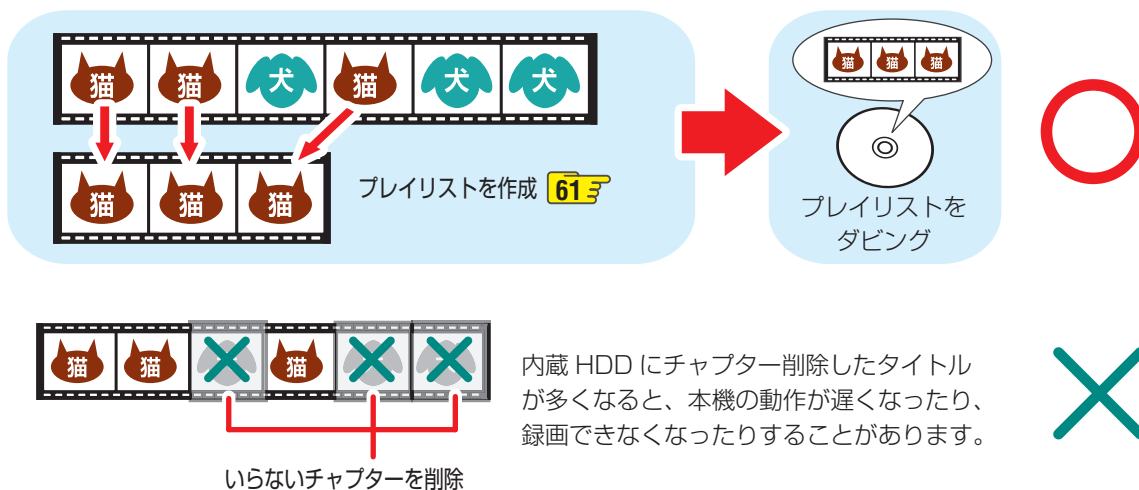 猫 猫 犬 猫 犬 犬
猫 猫 猫
プレイリストを作成 61
猫 猫 猫
プレイリストを
ダビング
猫 猫 猫
内蔵 HDD にチャプター削除したタイトル
が多くなると、本機の動作が遅くなったり、
録画できなくなったりすることがあります。
いらないチャプターを削除